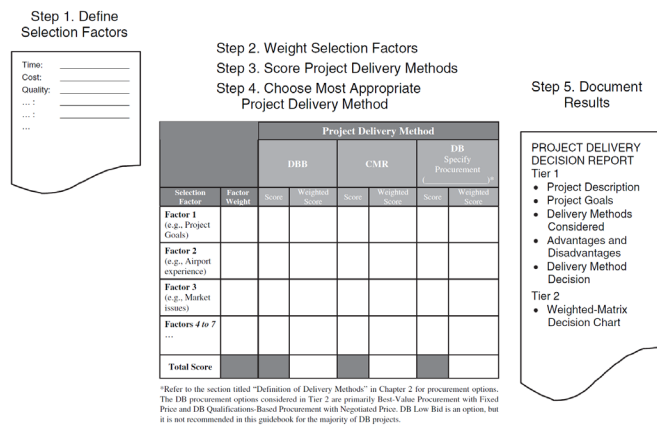 Step 1. Define
Selection Factors
Time:
Cost:
Quality:
... :
... :
...
Step 2. Weight Selection Factors
Step 3. Score Project Delivery Methods
Step 4. Choose Most Appropriate
Project Delivery Method
Project Delivery Method
DBB
CMR
DB
Specify
Procurement
(____________)*
Selection
Factor
Factor
Weight
Score
Weighted
Score
Score
Weighted
Score
Score
Weighted
Score
Factor 1
(e.g., Project
Goals)
Factor 2
(e.g., Airport
experience)
Factor 3
(e.g., Market
issues)
Factors 4 to 7
...
Total Score
*Refer to the section titled “Definition of Delivery Methods” in Chapter 2 for procurement options.
The DB procurement options considered in Tier 2 are primarily Best-Value Procurement with Fixed
Price and DB Qualifications-Based Procurement with Negotiated Price. DB Low Bid is an option, but
it is not recommended in this guidebook for the majority of DB projects.
Step 5. Document
Results
PROJECT DELIVERY
DECISION REPORT
Tier 1
• Project Description
• Project Goals
• Delivery Methods
Considered
• Advantages and
Disadvantages
• Delivery Method
Decision
Tier 2
• Weighted-Matrix
Decision Chart